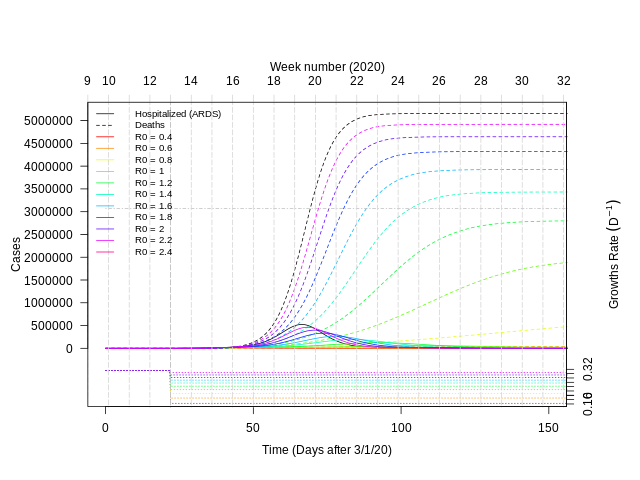 Week number (2020)
9 10 12 14 16 18 20 22 24 26 28 30 32
Hospitalized (ARDS)
Deaths
R0 = 0.4
R0 = 0.6
R0 = 0.8
R0 = 1
R0 = 1.2
R0 = 1.4
R0 = 1.6
R0 = 1.8
R0 = 2
R0 = 2.2
R0 = 2.4
5000000
4500000
4000000
3500000
3000000
2500000
2000000
1500000
1000000
500000
0
Cases
Growths Rate (D⁻¹)
0.32
0 50 100 150
Time (Days after 3/1/20)